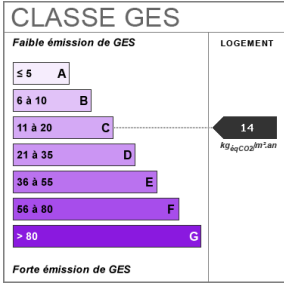 CLASSE GES
Faible émission de GES
LOGEMENT
≤ 5 A
6 à 10 B
11 à 20 C
14
kgéqCO2/m².an
21 à 35 D
36 à 55 E
56 à 80 F
> 80 G
Forte émission de GES